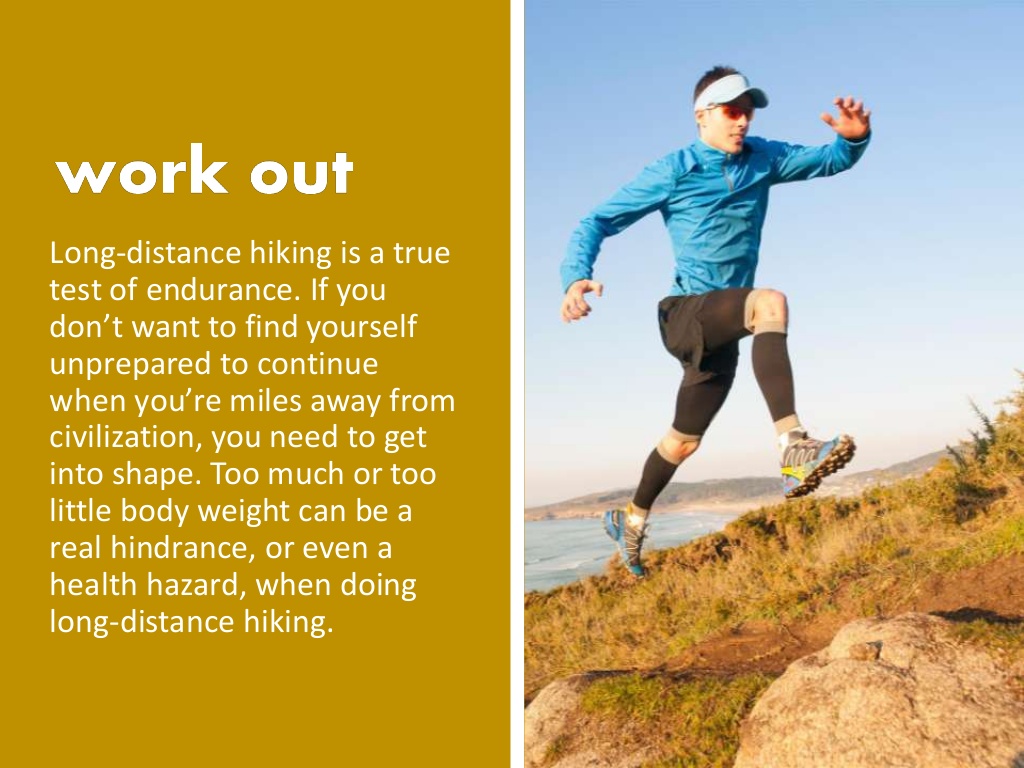 work out
Long-distance hiking is a true
test of endurance. If you
don’t want to find yourself
unprepared to continue
when you’re miles away from
civilization, you need to get
into shape. Too much or too
little body weight can be a
real hindrance, or even a
health hazard, when doing
long-distance hiking.